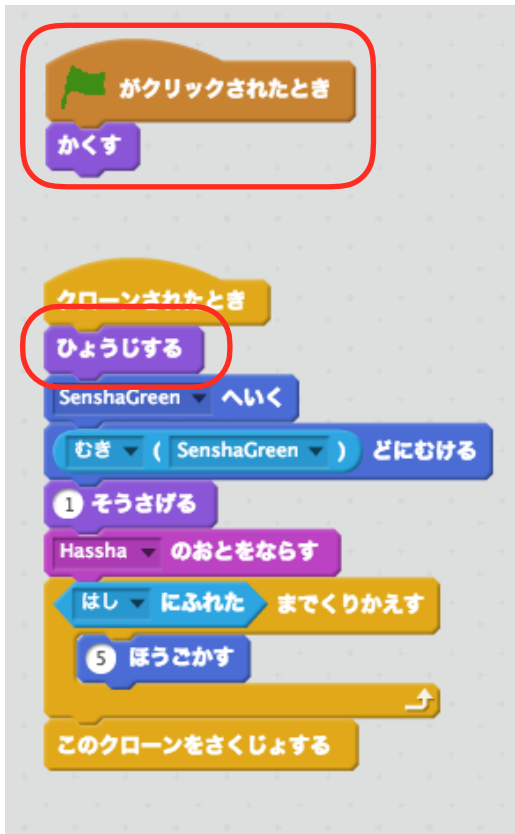 がクリックされたとき
かくす
クローンされたとき
ひょうじする
SenshaGreen へいく
むき ( SenshaGreen ) どにむける
1 そうさげる
Hassha のおとをならす
はし にふれた までくりかえす
5 ほうごかす
このクローンをさくじょする